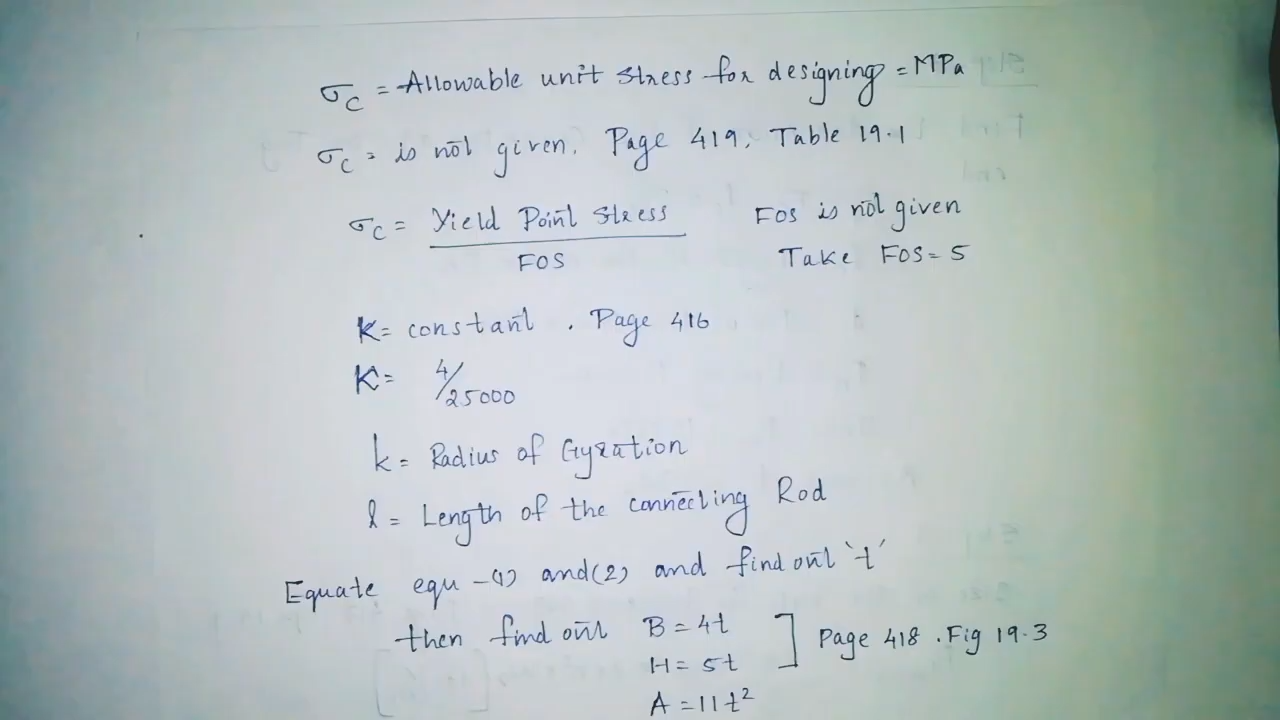 σc = Allowable unit stress for designing = MPa
σc = is not given. Page 419, Table 19.1
σc = Yield Point Stress / FOS FOS is not given
Take FOS = 5
K = constant . Page 416
K = 4/25000
k = Radius of Gyration
l = Length of the connecting Rod
Equate equ -(1) and (2) and find out 't'
then find out B = 4t
H = 5t ] Page 418 . Fig 19.3
A = 11t²